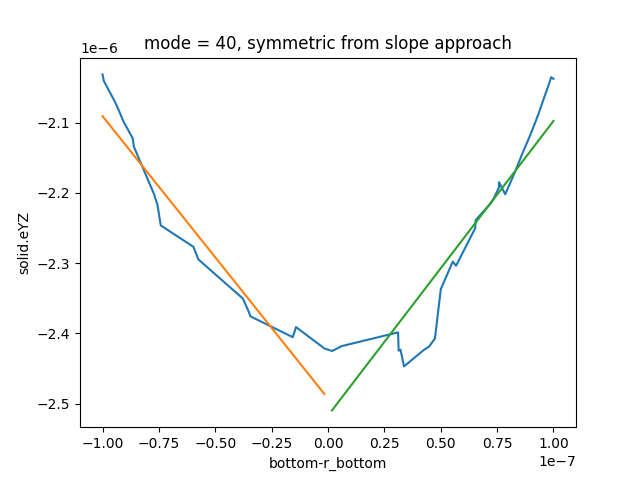 mode = 40, symmetric from slope approach
1e−6
−2.1
−2.2
−2.3
−2.4
−2.5
solid.eYZ
−1.00 −0.75 −0.50 −0.25 0.00 0.25 0.50 0.75 1.00
1e−7
bottom-r_bottom